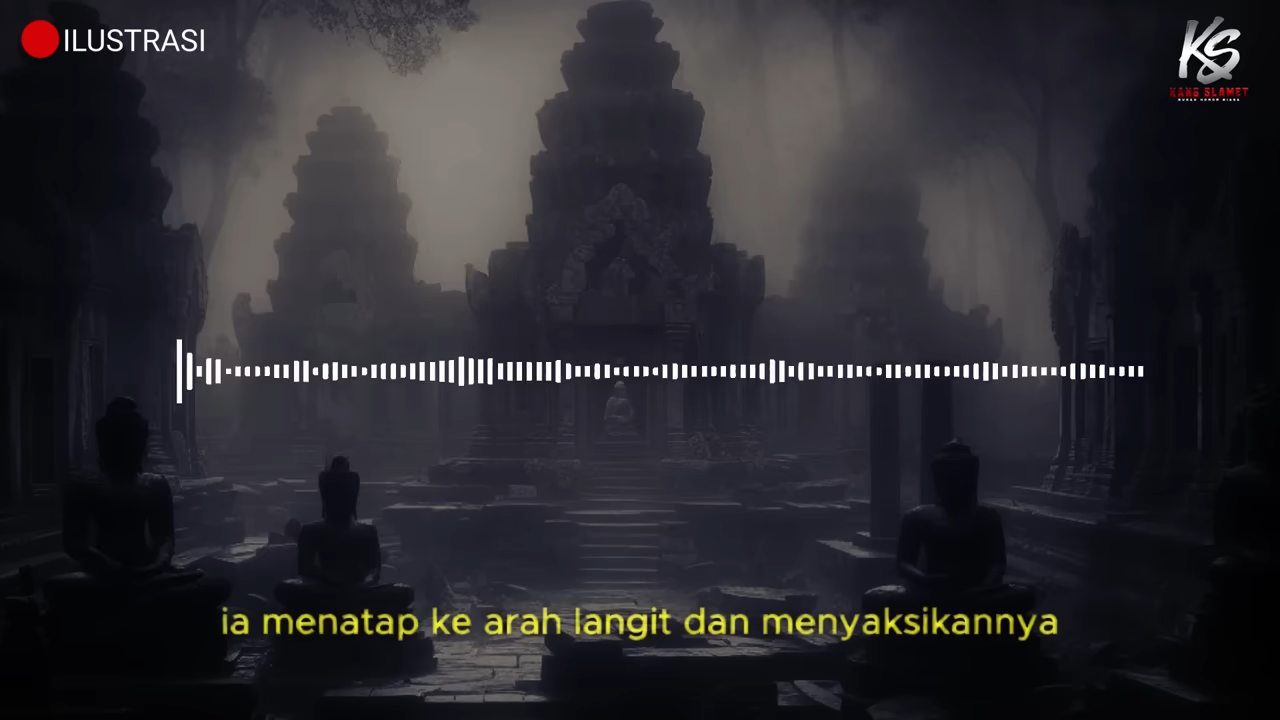 ILUSTRASI
KS
KANG SLAMET
ia menatap ke arah langit dan menyaksikannya